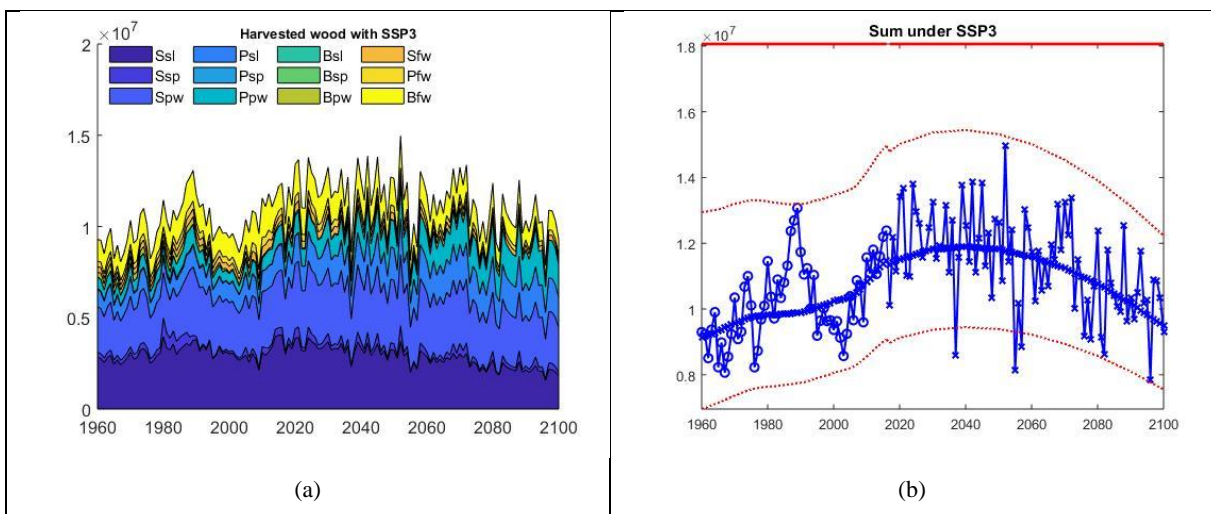 Harvested wood with SSP3
2 ×10⁷
Ssl Psl Bsl Sfw
Ssp Psp Bsp Pfw
Spw Ppw Bpw Bfw
1.5
1
0.5
0
1960 1980 2000 2020 2040 2060 2080 2100
(a)
Sum under SSP3
×10⁷
1.8
1.6
1.4
1.2
1.0
0.8
1960 1980 2000 2020 2040 2060 2080 2100
(b)